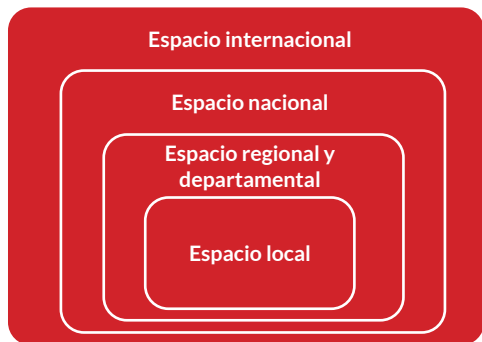 Espacio internacional
Espacio nacional
Espacio regional y
departamental
Espacio local